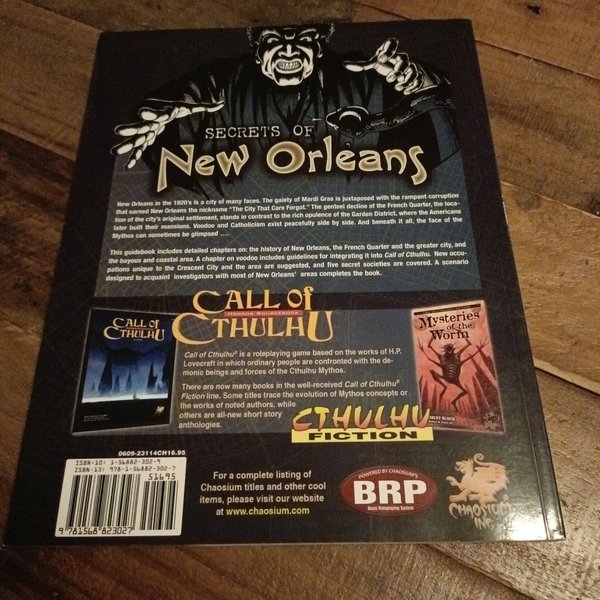 SECRETS OF
New Orleans
New Orleans in the 1920's is a city of many faces. The gaiety of Mardi Gras is juxtaposed with the rampant corruption
that earned New Orleans the nickname "The City That Care Forgot." The genteel decline of the French Quarter, the loca-
tion of the city's original settlement, stands in contrast to the rich opulence of the Garden District, where the Americans
later built their mansions. Voodoo and Catholicism exist peacefully side by side. And beneath it all, the face of the
Mythos can sometimes be glimpsed ....
This guidebook includes detailed chapters on: the history of New Orleans, the French Quarter and the greater city, and
the bayous and coastal area. A chapter on voodoo includes guidelines for integrating it into Call of Cthulhu. New occu-
pations unique to the Crescent City and the area are suggested, and five secret societies are covered. A scenario
designed to acquaint investigators with most of New Orleans' areas completes the book.
CALL of
HORROR ROLEPLAYING
CTHULHU
CALL of
CTHULHU
Mysteries
of the
Worm
ROBERT BLOCH
Call of Cthulhu® is a roleplaying game based on the works of H.P.
Lovecraft in which ordinary people are confronted with the de-
monic beings and forces of the Cthulhu Mythos.
There are now many books in the well-received Call of Cthulhu®
Fiction line. Some titles trace the evolution of Mythos concepts or
the works of noted authors, while
others are all-new short story
anthologies.
CTHULHU
FICTION
0609-23114CH16.95
ISBN-10: 1-56882-302-9
ISBN-13: 978-1-56882-302-7
51695
9 781568 823027
For a complete listing of
Chaosium titles and other cool
items, please visit our website
at www.chaosium.com
POWERED BY CHAOSIUM'S
BRP
Basic Roleplaying System
CHAOSIUM
INC.